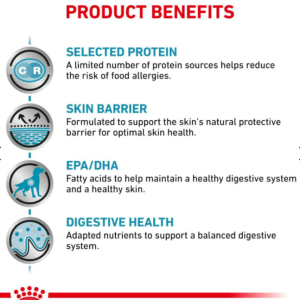 PRODUCT BENEFITS
SELECTED PROTEIN
A limited number of protein sources helps reduce
the risk of food allergies.
C R
SKIN BARRIER
Formulated to support the skin's natural protective
barrier for optimal skin health.
EPA/DHA
Fatty acids to help maintain a healthy digestive system
and a healthy skin.
DIGESTIVE HEALTH
Adapted nutrients to support a balanced digestive
system.